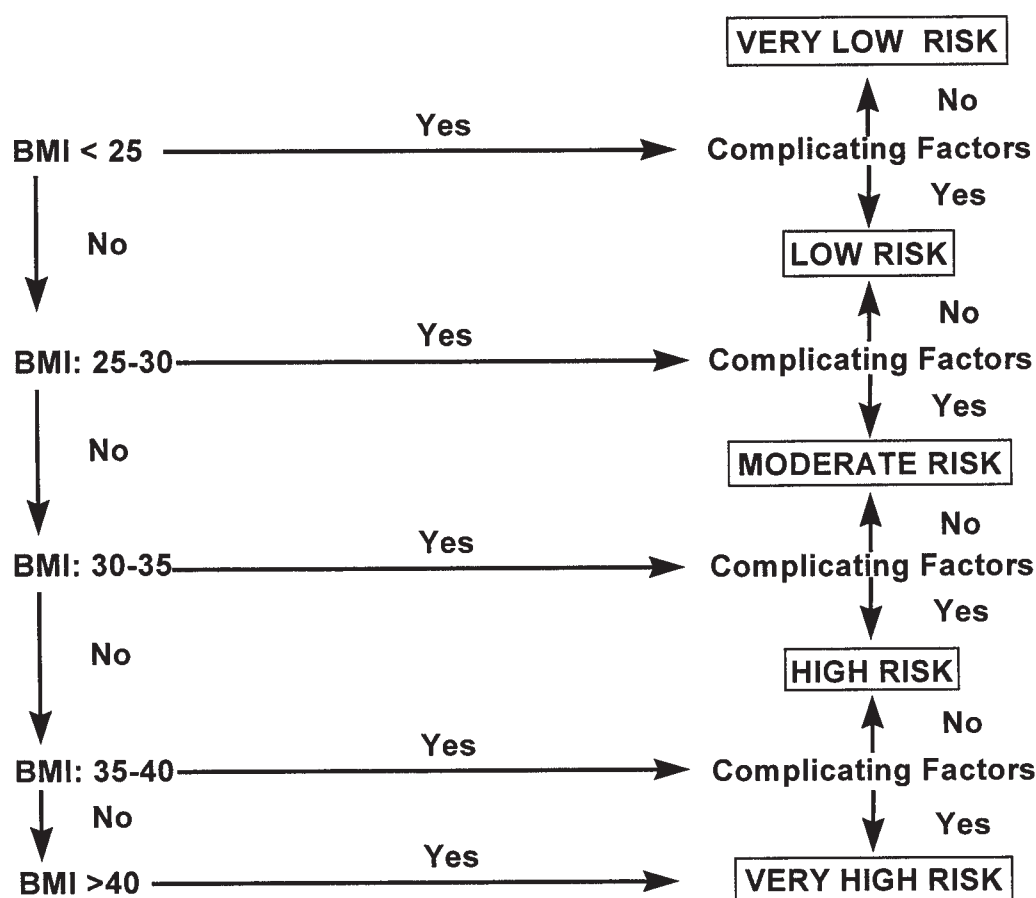 VERY LOW RISK
No
Yes
BMI < 25
Complicating Factors
Yes
No
LOW RISK
No
Yes
BMI: 25-30
Complicating Factors
Yes
No
MODERATE RISK
No
Yes
BMI: 30-35
Complicating Factors
Yes
No
HIGH RISK
No
Yes
BMI: 35-40
Complicating Factors
No
Yes
Yes
BMI >40
VERY HIGH RISK